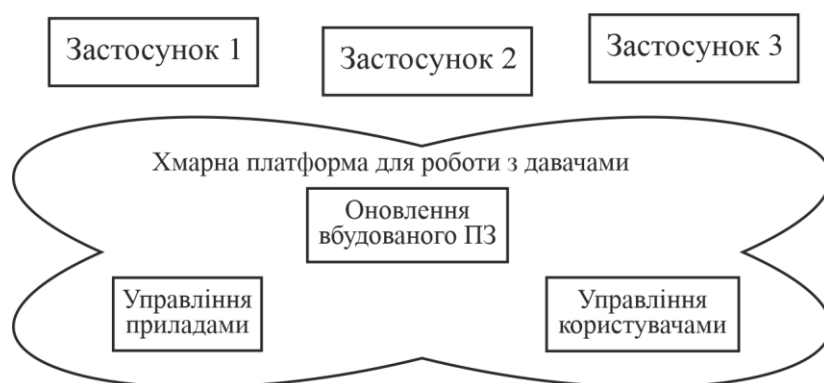 Застосунок 1
Застосунок 2
Застосунок 3
Хмарна платформа для роботи з давачами
Оновлення
вбудованого ПЗ
Управління
приладами
Управління
користувачами